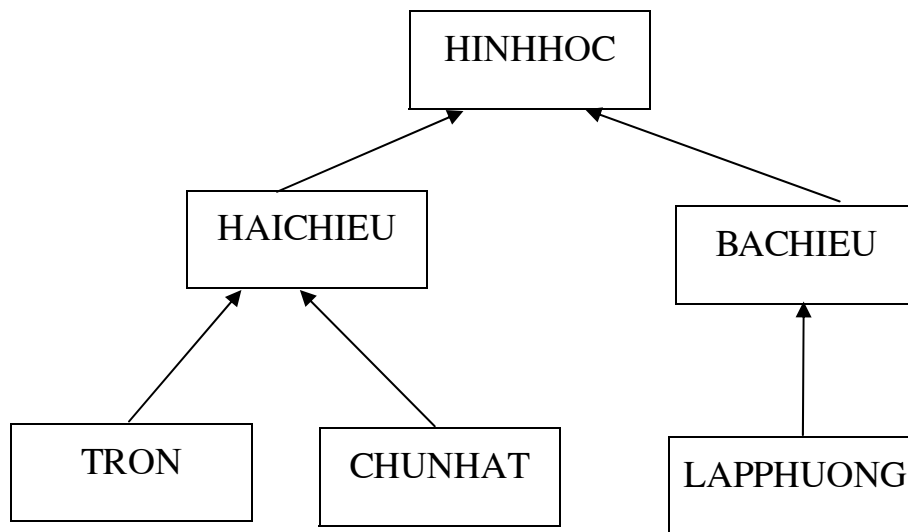 HINHHOC
HAICHIEU
BACHIEU
TRON
CHUNHAT
LAPPHUONG